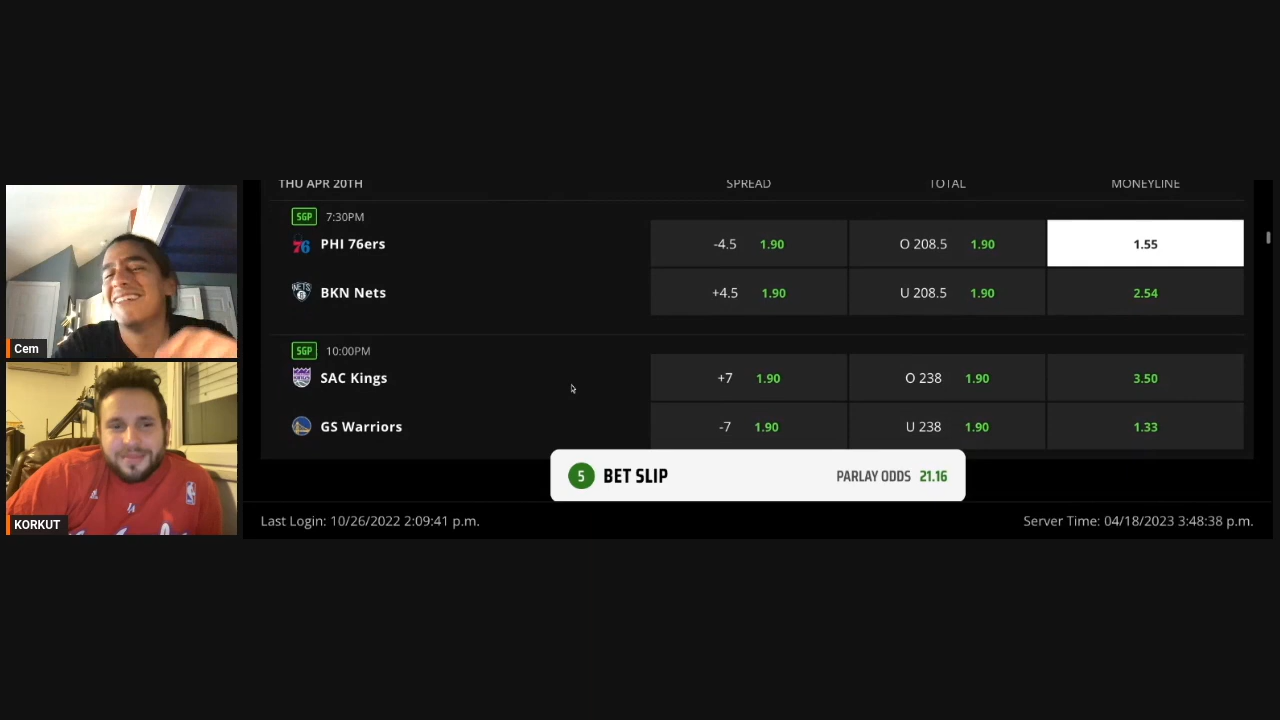 THU APR 20TH SPREAD TOTAL MONEYLINE
SGP 7:30PM
76 PHI 76ers -4.5 1.90 O 208.5 1.90 1.55
NETS B BKN Nets +4.5 1.90 U 208.5 1.90 2.54
SGP 10:00PM
SAC Kings +7 1.90 O 238 1.90 3.50
GS Warriors -7 1.90 U 238 1.90 1.33
5 BET SLIP PARLAY ODDS 21.16
Last Login: 10/26/2022 2:09:41 p.m. Server Time: 04/18/2023 3:48:38 p.m.
Cem
KORKUT